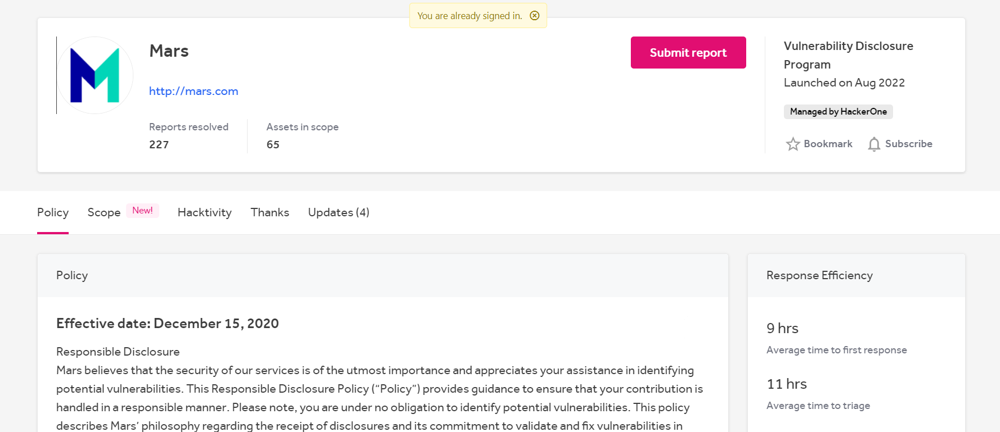 You are already signed in.
Mars
Submit report
Vulnerability Disclosure
Program
Launched on Aug 2022
http://mars.com
Managed by HackerOne
Reports resolved
227
Assets in scope
65
Bookmark
Subscribe
Policy
Scope
New!
Hacktivity
Thanks
Updates (4)
Policy
Effective date: December 15, 2020
Responsible Disclosure
Mars believes that the security of our services is of the utmost importance and appreciates your assistance in identifying
potential vulnerabilities. This Responsible Disclosure Policy (“Policy”) provides guidance to ensure that your contribution is
handled in a responsible manner. Please note, you are under no obligation to identify potential vulnerabilities. This policy
describes Mars’ philosophy regarding the receipt of disclosures and its commitment to validate and fix vulnerabilities in
Response Efficiency
9 hrs
Average time to first response
11 hrs
Average time to triage